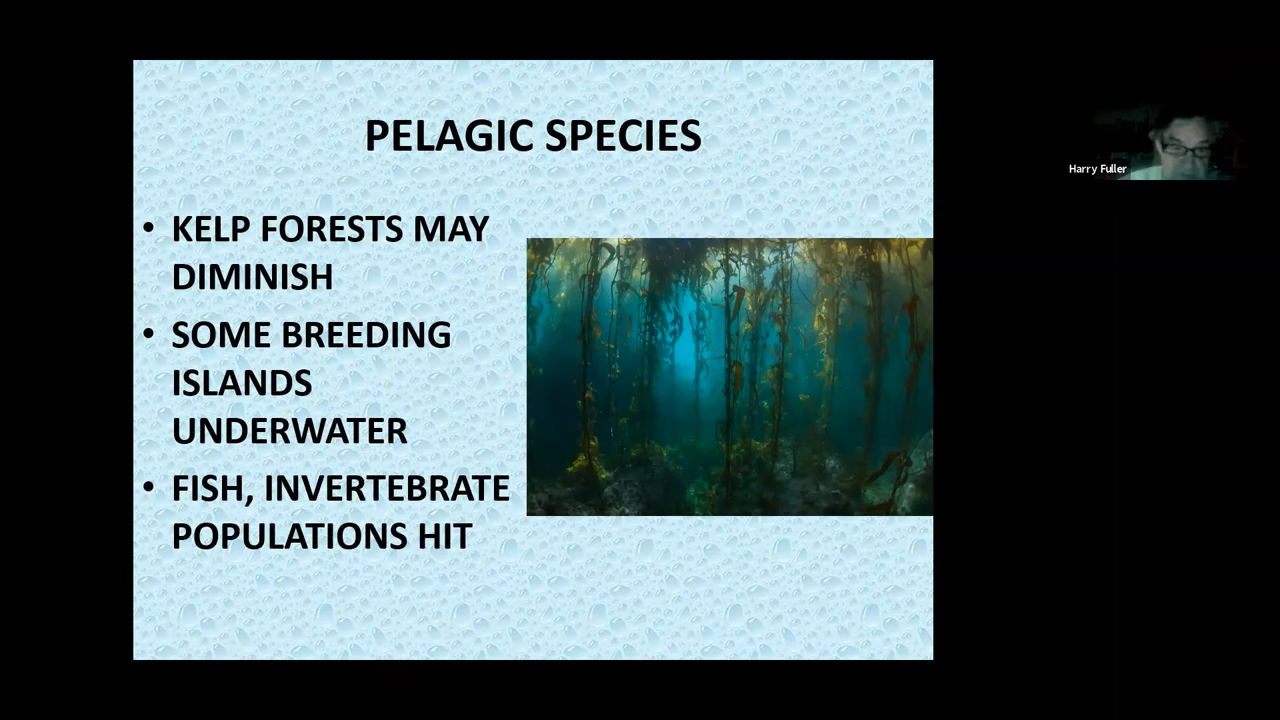 PELAGIC SPECIES
• KELP FORESTS MAY
DIMINISH
• SOME BREEDING
ISLANDS
UNDERWATER
• FISH, INVERTEBRATE
POPULATIONS HIT
Harry Fuller